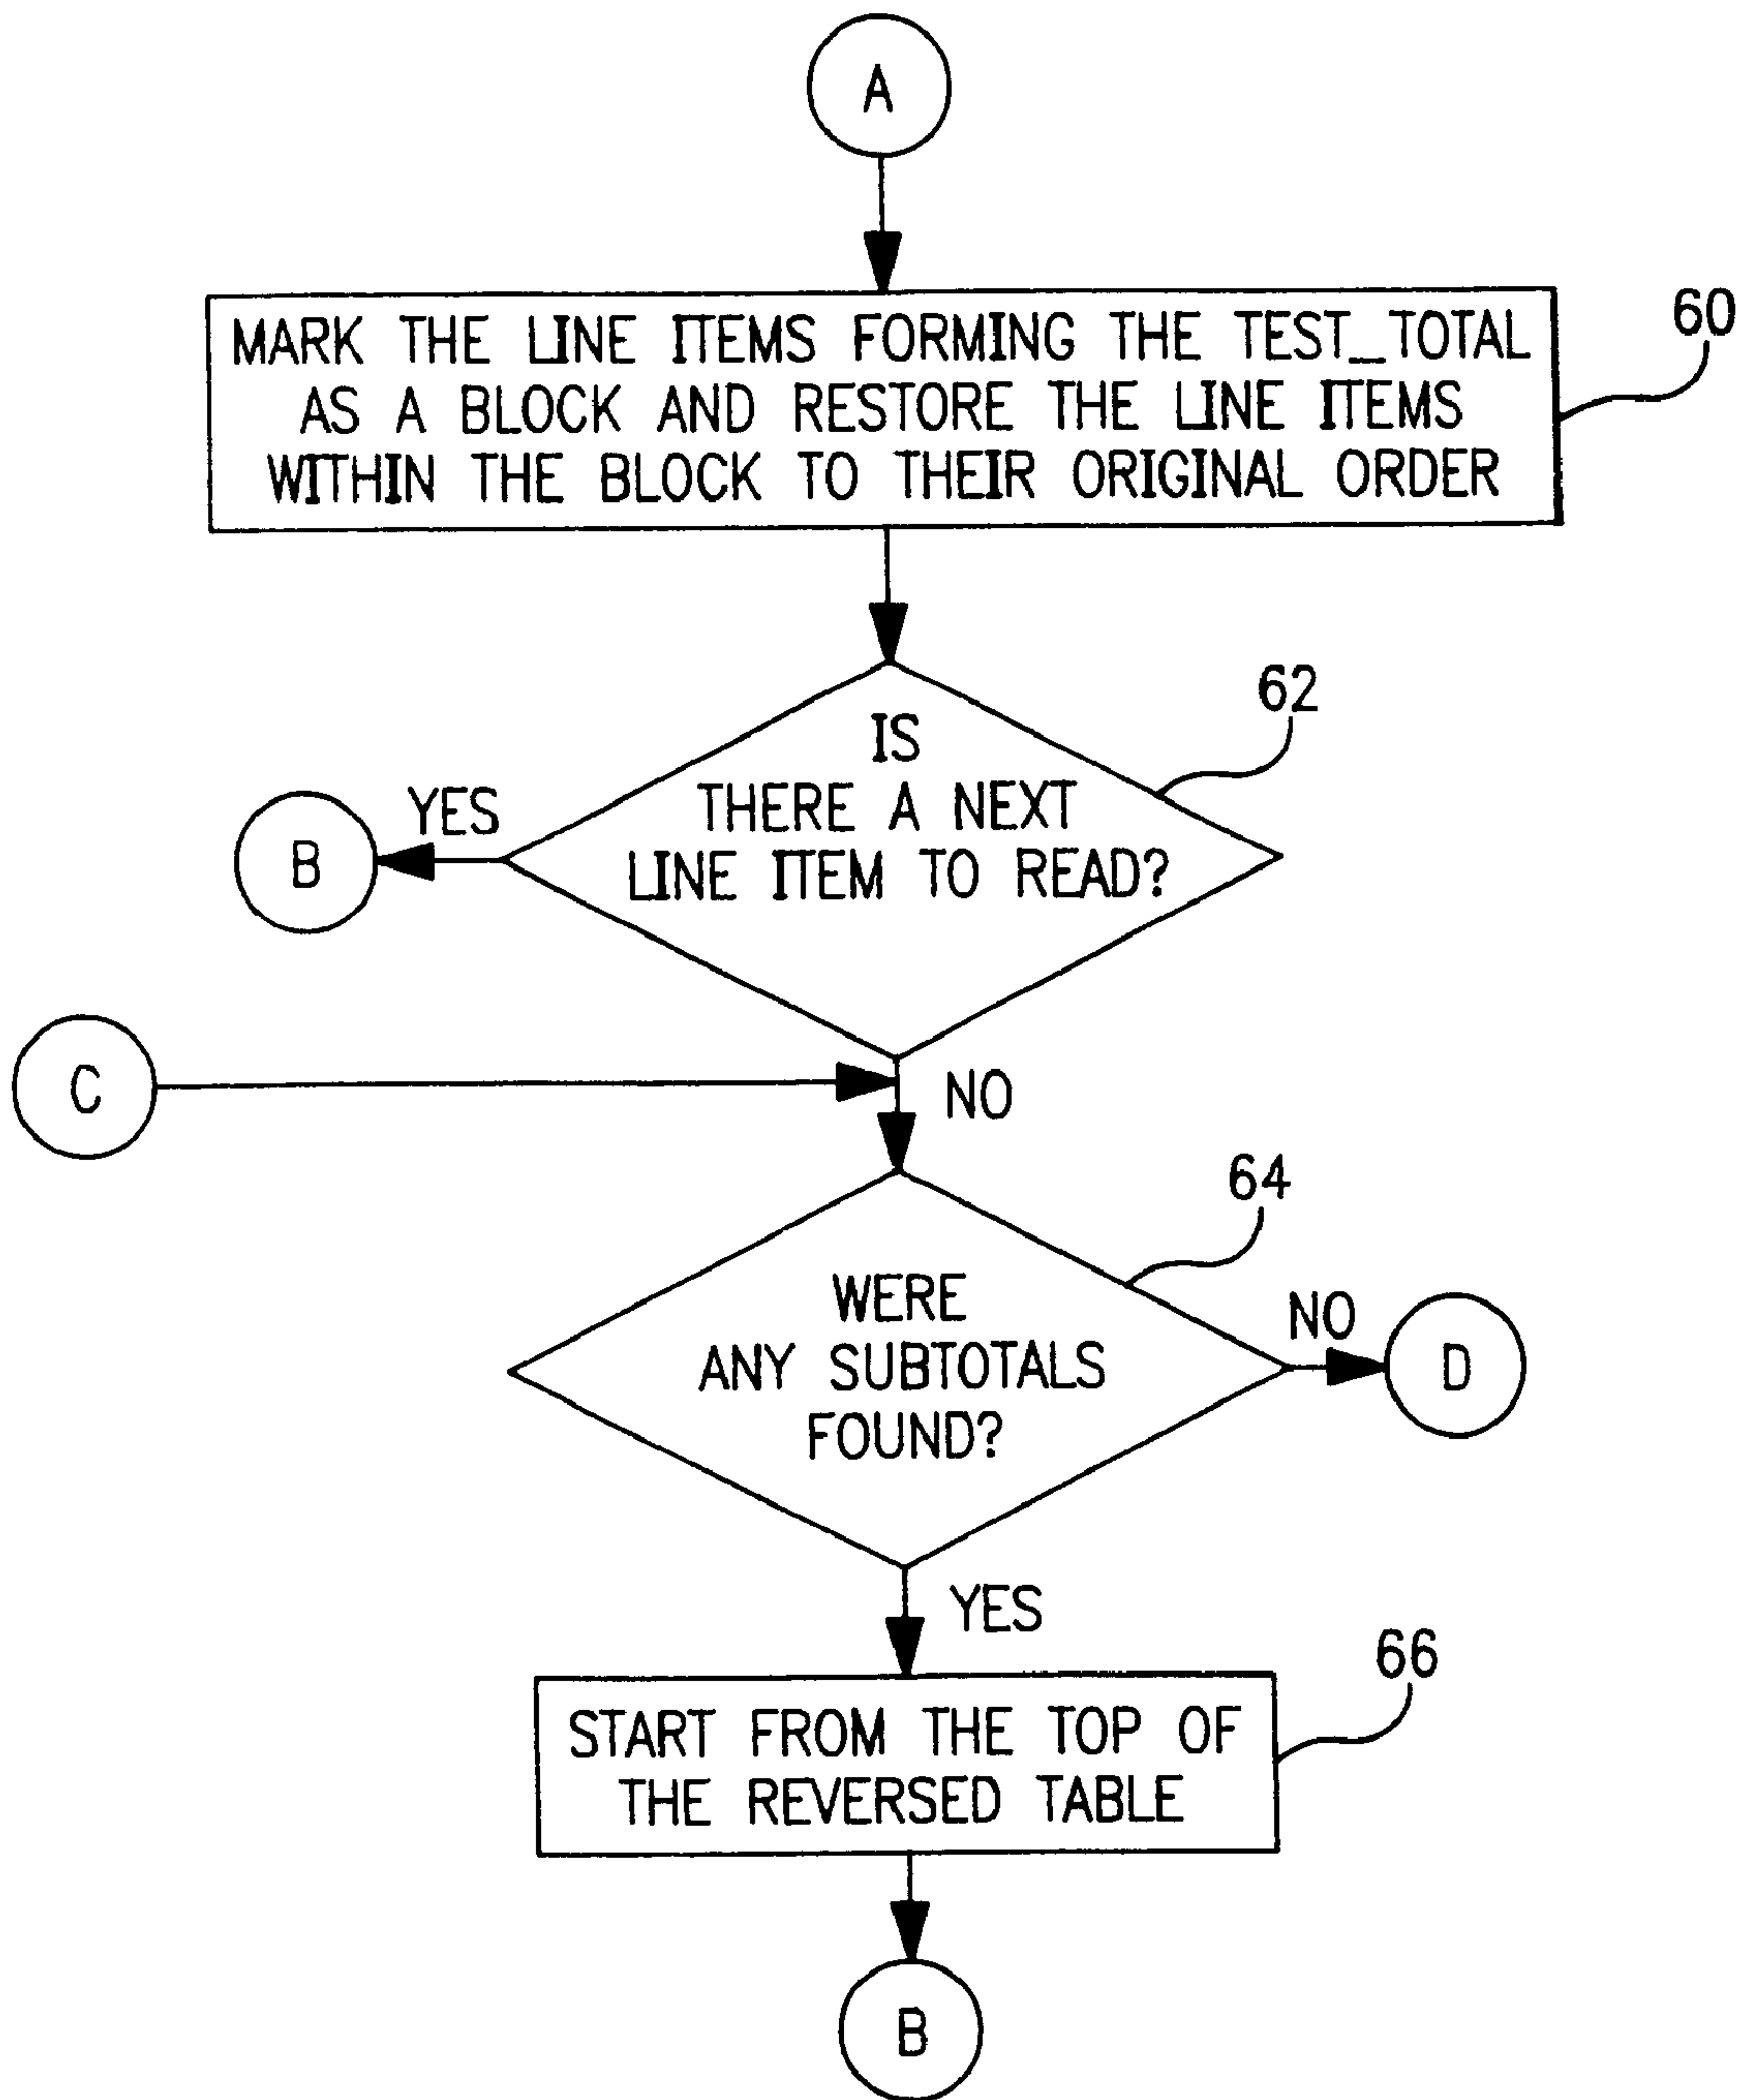 A
MARK THE LINE ITEMS FORMING THE TEST_TOTAL
AS A BLOCK AND RESTORE THE LINE ITEMS
WITHIN THE BLOCK TO THEIR ORIGINAL ORDER
60
IS
THERE A NEXT
LINE ITEM TO READ?
62
YES
B
C
NO
WERE
ANY SUBTOTALS
FOUND?
64
NO
D
YES
START FROM THE TOP OF
THE REVERSED TABLE
66
B